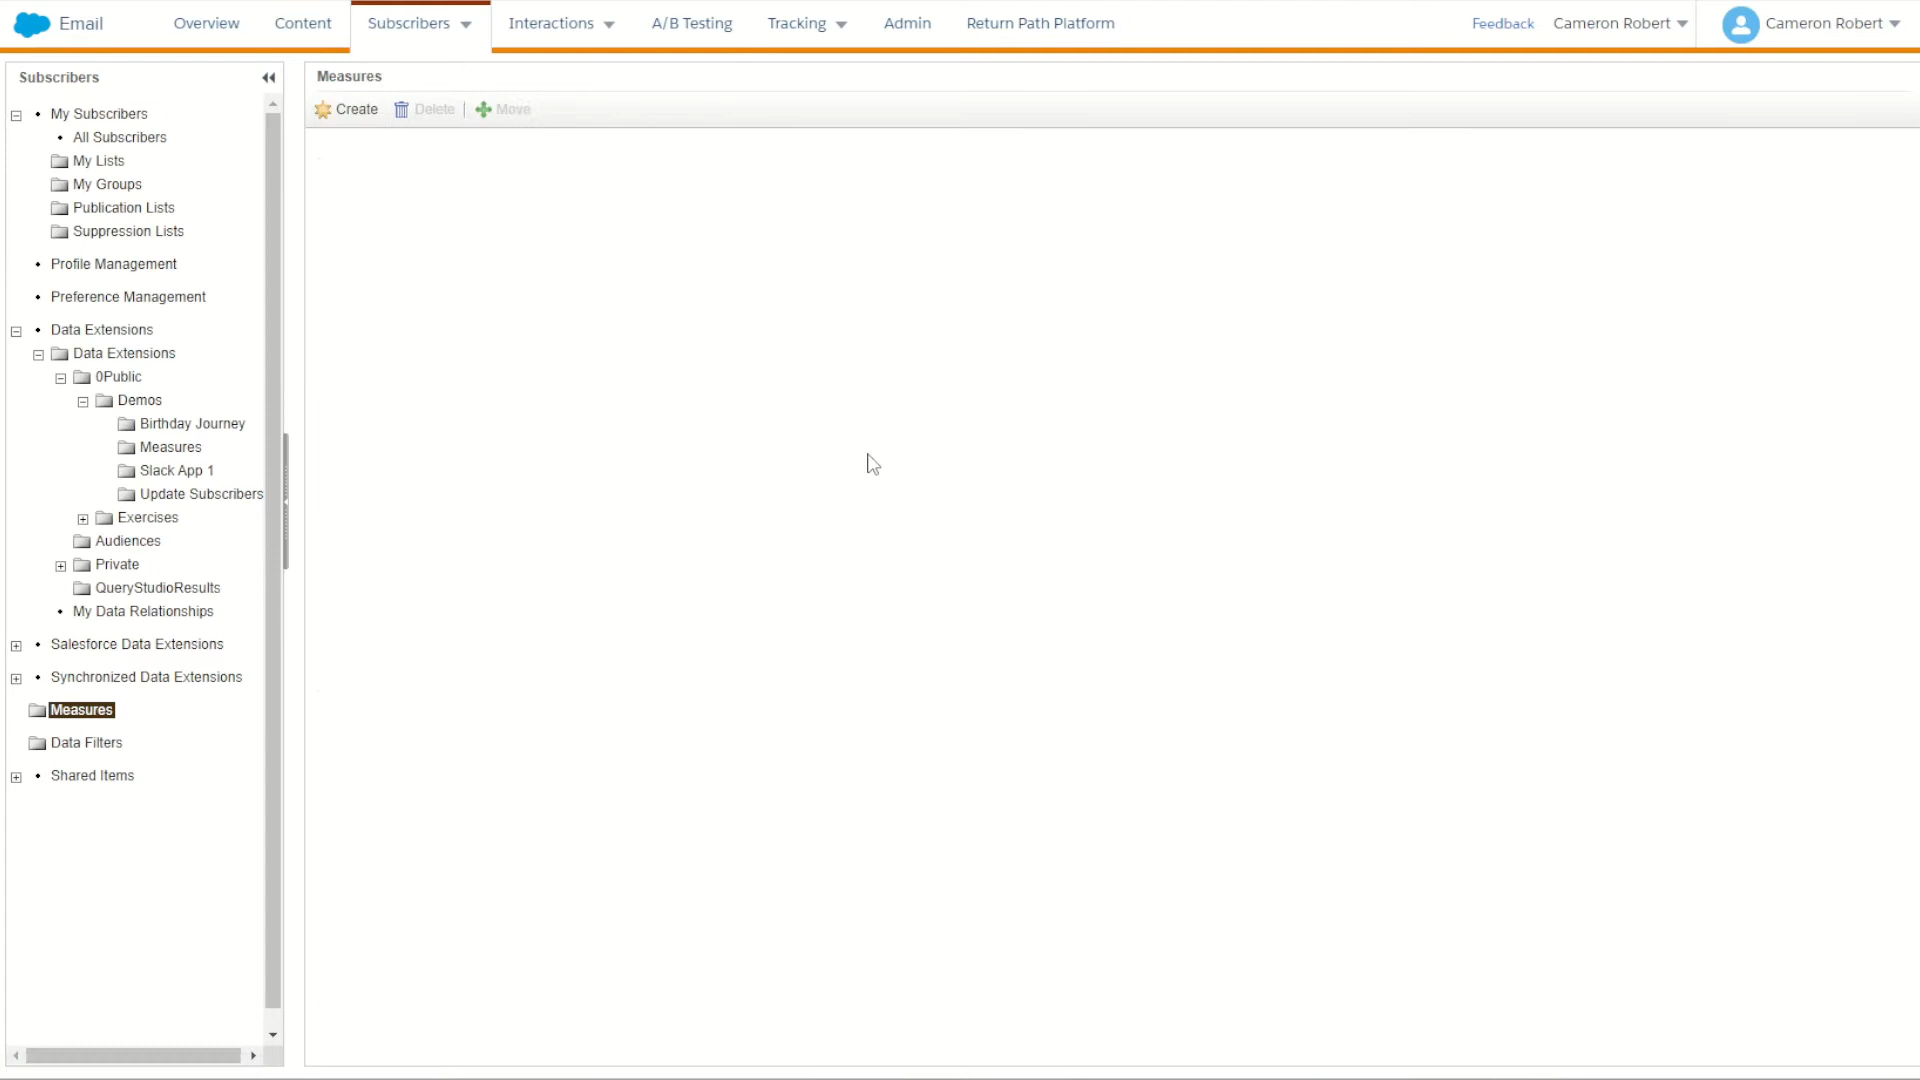 Email
Overview
Content
Subscribers
Interactions
A/B Testing
Tracking
Admin
Return Path Platform
Feedback
Cameron Robert
Cameron Robert
Subscribers
My Subscribers
All Subscribers
My Lists
My Groups
Publication Lists
Suppression Lists
Profile Management
Preference Management
Data Extensions
Data Extensions
0Public
Demos
Birthday Journey
Measures
Slack App 1
Update Subscribers
Exercises
Audiences
Private
QueryStudioResults
My Data Relationships
Salesforce Data Extensions
Synchronized Data Extensions
Measures
Data Filters
Shared Items
Measures
Create
Delete
Move